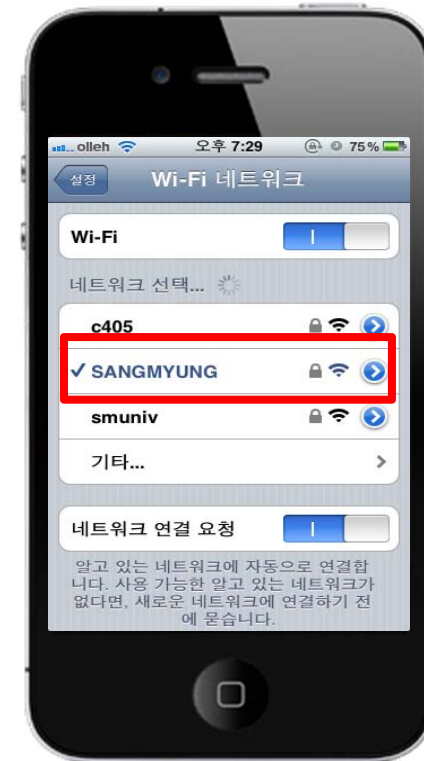 olleh 오후 7:29 75%
설정 Wi-Fi 네트워크
Wi-Fi
네트워크 선택...
c405
✓ SANGMYUNG
smuniv
기타...
네트워크 연결 요청
알고 있는 네트워크에 자동으로 연결합
니다. 사용 가능한 알고 있는 네트워크가
없다면, 새로운 네트워크에 연결하기 전
에 묻습니다.